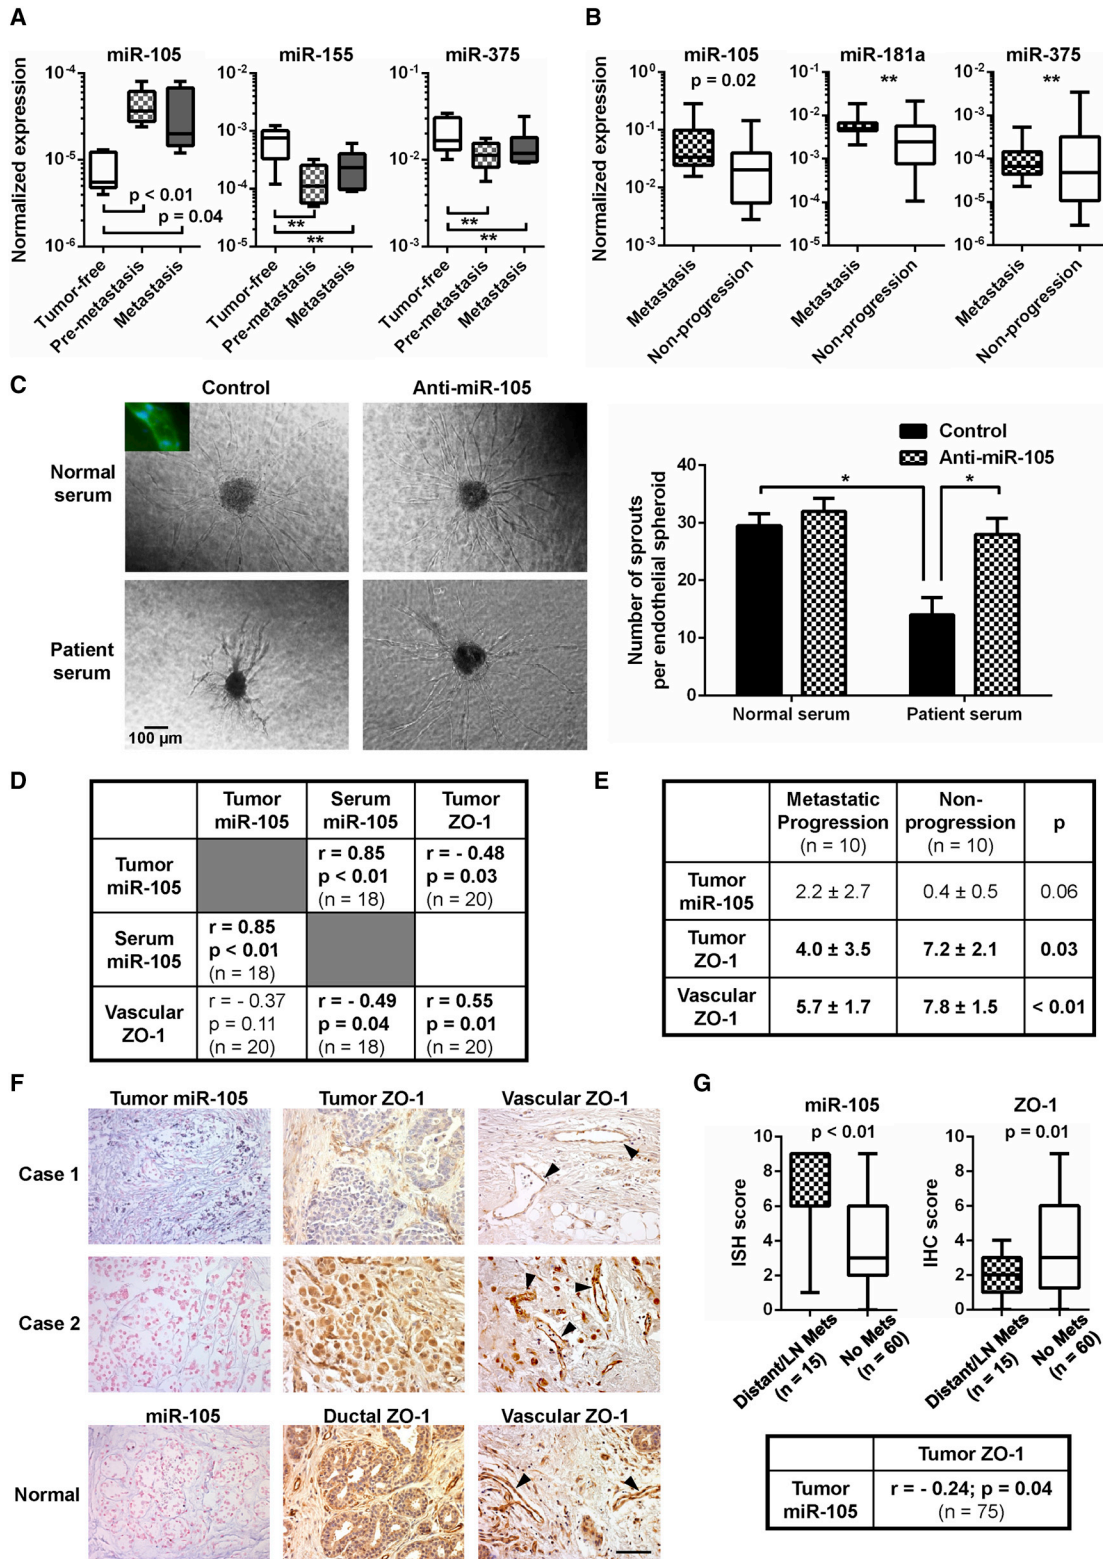 A
miR-105
miR-155
miR-375
Normalized expression
10-4
10-5
10-6
p < 0.01
p = 0.04
10-2
10-3
10-4
10-5
**
**
10-1
10-2
10-3
**
**
Tumor-free
Pre-metastasis
Metastasis
Tumor-free
Pre-metastasis
Metastasis
Tumor-free
Pre-metastasis
Metastasis
B
miR-105
miR-181a
miR-375
Normalized expression
100
10-1
10-2
10-3
p = 0.02
10-1
10-2
10-3
10-4
10-5
**
10-2
10-3
10-4
10-5
10-6
**
Metastasis
Non-progression
Metastasis
Non-progression
Metastasis
Non-progression
C
Control
Anti-miR-105
Normal serum
Patient serum
100 µm
Control
Anti-miR-105
Number of sprouts
per endothelial spheroid
40
30
20
10
0
*
*
Normal serum
Patient serum
D
Tumor miR-105
Serum miR-105
Tumor ZO-1
Tumor miR-105
r = 0.85 p < 0.01 (n = 18)
r = - 0.48 p = 0.03 (n = 20)
Serum miR-105
r = 0.85 p < 0.01 (n = 18)
Vascular ZO-1
r = - 0.37 p = 0.11 (n = 20)
r = - 0.49 p = 0.04 (n = 18)
r = 0.55 p = 0.01 (n = 20)
E
Metastatic Progression (n = 10)
Non-progression (n = 10)
p
Tumor miR-105
2.2 ± 2.7
0.4 ± 0.5
0.06
Tumor ZO-1
4.0 ± 3.5
7.2 ± 2.1
0.03
Vascular ZO-1
5.7 ± 1.7
7.8 ± 1.5
< 0.01
F
Tumor miR-105
Tumor ZO-1
Vascular ZO-1
Case 1
Case 2
miR-105
Ductal ZO-1
Vascular ZO-1
Normal
G
miR-105
p < 0.01
ISH score
10
8
6
4
2
0
Distant/LN Mets
(n = 15)
No Mets
(n = 60)
ZO-1
p = 0.01
IHC score
10
8
6
4
2
0
Distant/LN Mets
(n = 15)
No Mets
(n = 60)
Tumor ZO-1
Tumor miR-105
r = - 0.24; p = 0.04
(n = 75)